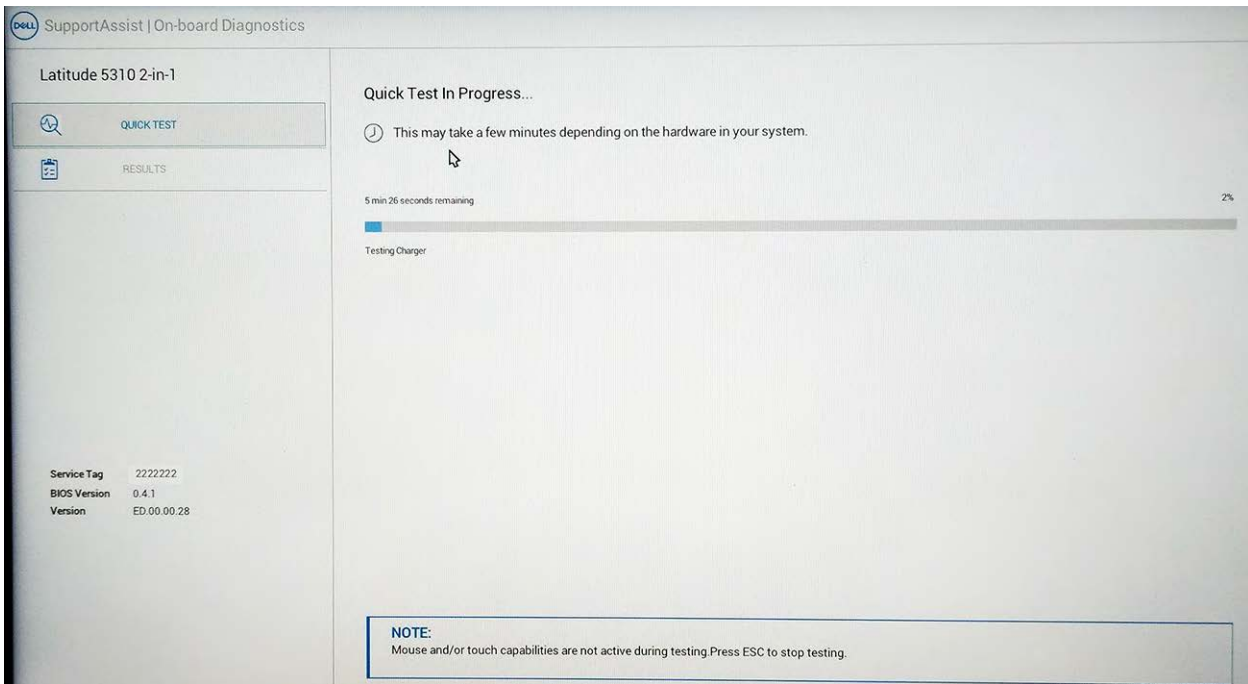 DELL SupportAssist | On-board Diagnostics
Latitude 5310 2-in-1
QUICK TEST
RESULTS
Quick Test In Progress...
This may take a few minutes depending on the hardware in your system.
5 min 26 seconds remaining 2%
Testing Charger
Service Tag 2222222
BIOS Version 0.4.1
Version ED.00.00.28
NOTE:
Mouse and/or touch capabilities are not active during testing.Press ESC to stop testing.